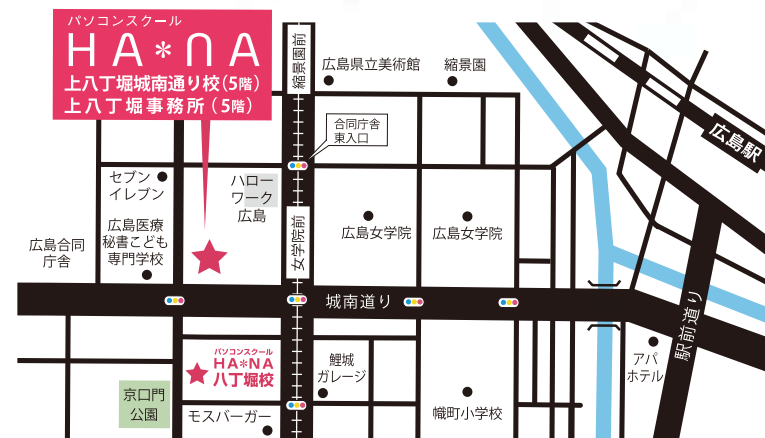 パソコンスクール
HA*NA
上八丁堀城南通り校(5階)
上八丁堀事務所(5階)
縮景園前
広島県立美術館
縮景園
合同庁舎
東入口
広島駅
セブン
イレブン
ハロー
ワーク
広島
広島医療
秘書こども
専門学校
広島合同
庁舎
女学院前
広島女学院
広島女学院
城南道り
駅前道り
パソコンスクール
HA*NA
八丁堀校
鯉城
ガレージ
アパ
ホテル
京口門
公園
モスバーガー
幟町小学校